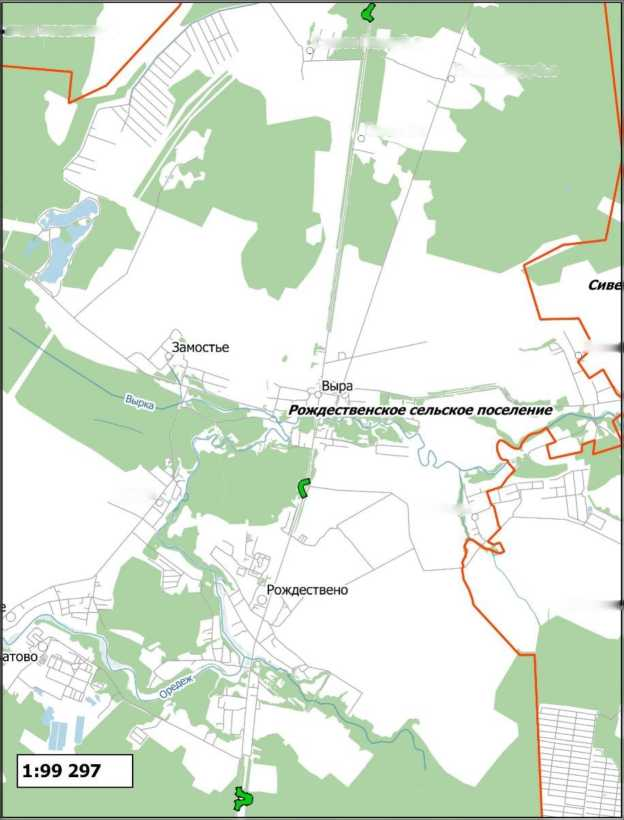 Сиве
Замостье
Выра
Вырка
Рождественское сельское поселение
Рождествено
е
атово
Оредеж
1:99 297